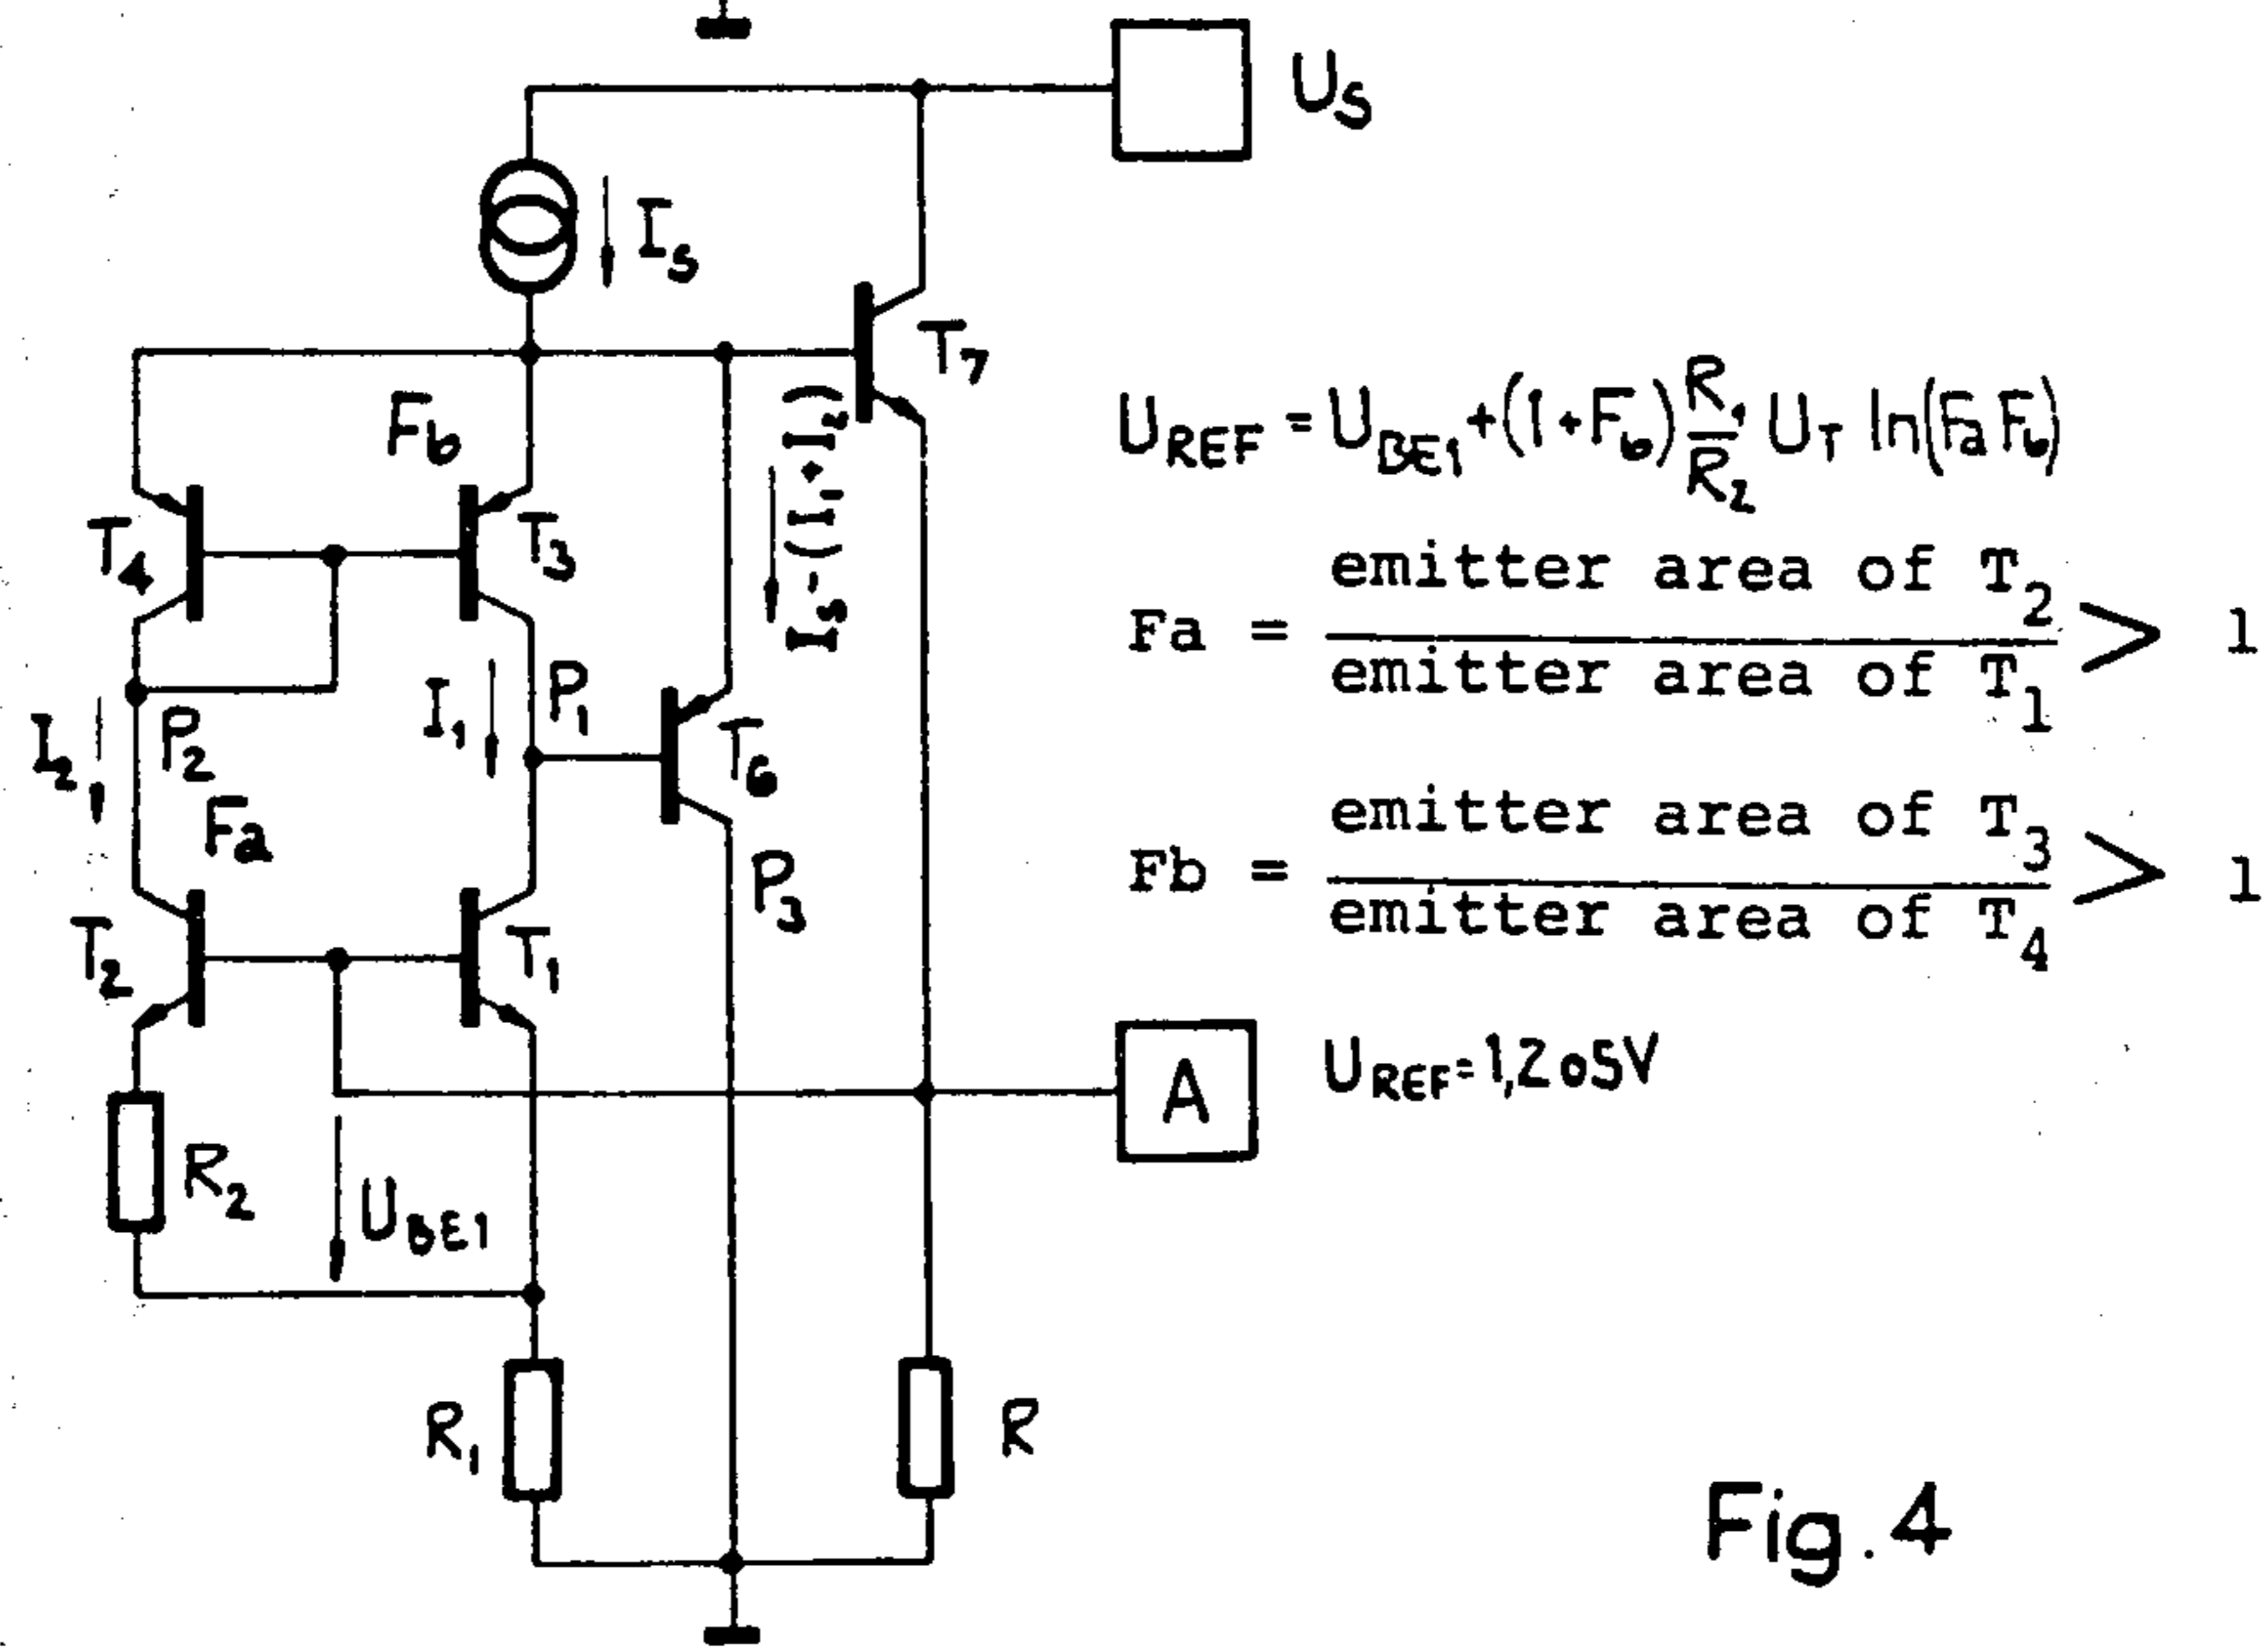 U_S
I_S
T_7
F_b
I_S-(I_1+I_2)
U_REF = U_BE1 + (1+F_b) R_1/R_2 U_T ln(F_a F_b)
T_4
T_3
Fa = emitter area of T_2 / emitter area of T_1 > 1
I_1
P_1
I_2
P_2
T_6
Fa
P_3
Fb = emitter area of T_3 / emitter area of T_4 > 1
T_2
T_1
A
U_REF = 1,205V
R_2
U_BE1
R_1
R
Fig. 4